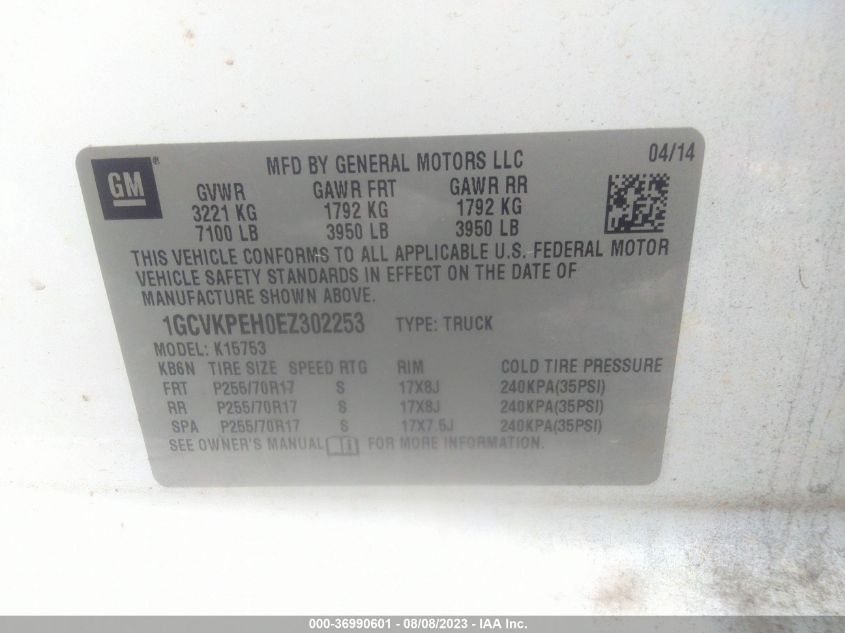 GM®
MFD BY GENERAL MOTORS LLC 04/14
GVWR GAWR FRT GAWR RR
3221 KG 1792 KG 1792 KG
7100 LB 3950 LB 3950 LB
THIS VEHICLE CONFORMS TO ALL APPLICABLE U.S. FEDERAL MOTOR
VEHICLE SAFETY STANDARDS IN EFFECT ON THE DATE OF
MANUFACTURE SHOWN ABOVE.
1GCVKPEH0EZ302253 TYPE: TRUCK
MODEL: K15753
KB6N TIRE SIZE SPEED RTG RIM COLD TIRE PRESSURE
FRT P255/70R17 S 17X8J 240KPA(35PSI)
RR P255/70R17 S 17X8J 240KPA(35PSI)
SPA P255/70R17 S 17X7.5J 240KPA(35PSI)
SEE OWNER'S MANUAL FOR MORE INFORMATION.
000-36990601 - 08/08/2023 - IAA Inc.